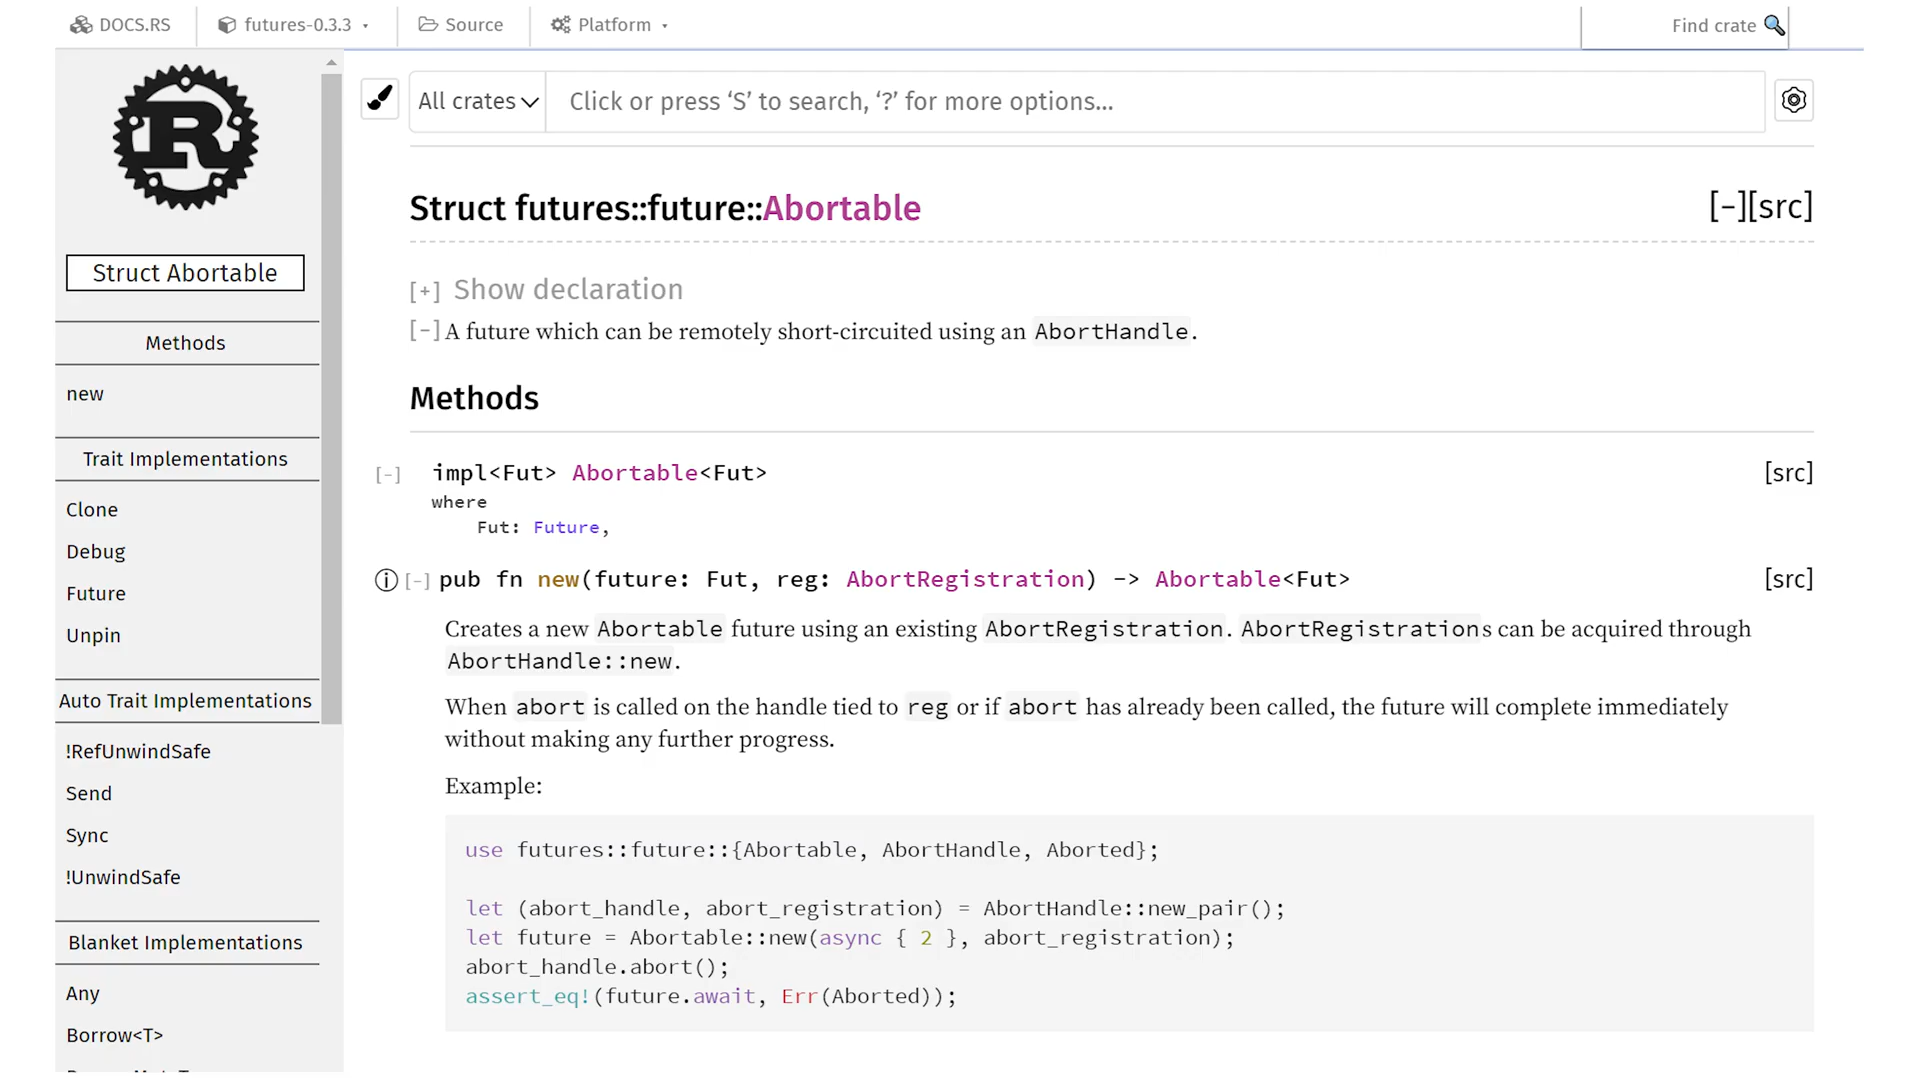 DOCS.RS futures-0.3.3 Source Platform Find crate
All crates Click or press ‘S’ to search, ‘?’ for more options...
Struct Abortable
Methods
new
Trait Implementations
Clone
Debug
Future
Unpin
Auto Trait Implementations
!RefUnwindSafe
Send
Sync
!UnwindSafe
Blanket Implementations
Any
Borrow<T>
Struct futures::future::Abortable [-][src]
[+] Show declaration
[-] A future which can be remotely short-circuited using an AbortHandle.
Methods
[-] impl<Fut> Abortable<Fut> [src]
where
Fut: Future,
ⓘ [-] pub fn new(future: Fut, reg: AbortRegistration) -> Abortable<Fut> [src]
Creates a new Abortable future using an existing AbortRegistration. AbortRegistrations can be acquired through
AbortHandle::new.
When abort is called on the handle tied to reg or if abort has already been called, the future will complete immediately
without making any further progress.
Example:
use futures::future::{Abortable, AbortHandle, Aborted};
let (abort_handle, abort_registration) = AbortHandle::new_pair();
let future = Abortable::new(async { 2 }, abort_registration);
abort_handle.abort();
assert_eq!(future.await, Err(Aborted));